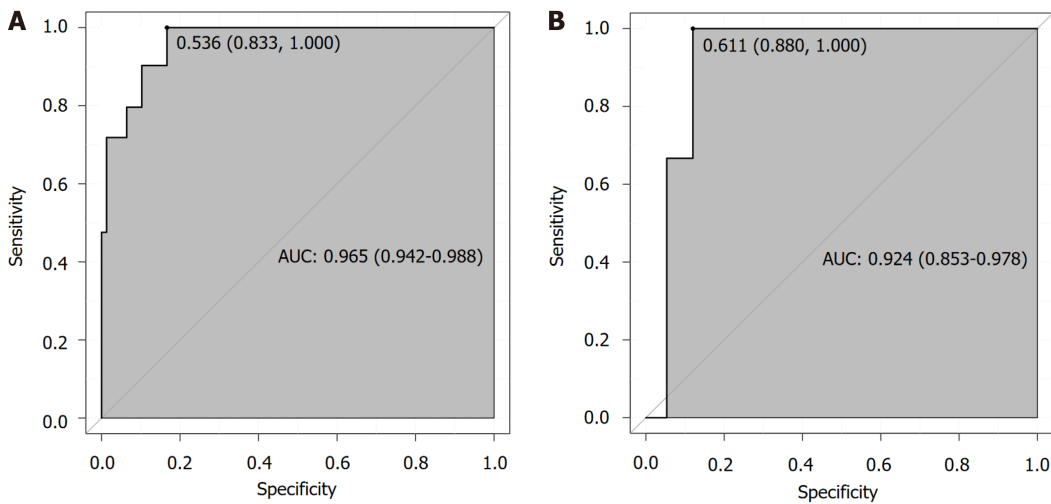 A
1.0
0.8
0.6
0.4
0.2
0.0
Sensitivity
0.536 (0.833, 1.000)
AUC: 0.965 (0.942-0.988)
0.0 0.2 0.4 0.6 0.8 1.0
Specificity
B
1.0
0.8
0.6
0.4
0.2
0.0
Sensitivity
0.611 (0.880, 1.000)
AUC: 0.924 (0.853-0.978)
0.0 0.2 0.4 0.6 0.8 1.0
Specificity